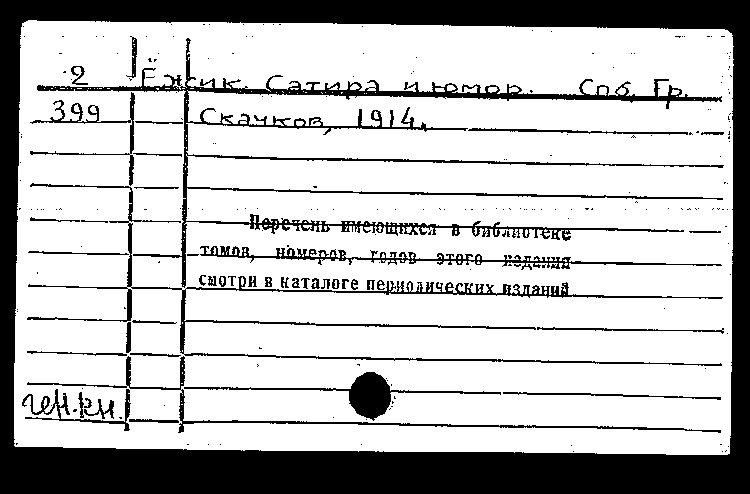 2 Ёжик. Сатира и юмор. Спб, Гр.
399 Скачков, 1914.
Перечень имеющихся в библиотеке
томов, номеров, годов этого издания
смотри в каталоге периодических изданий
ген.кн.